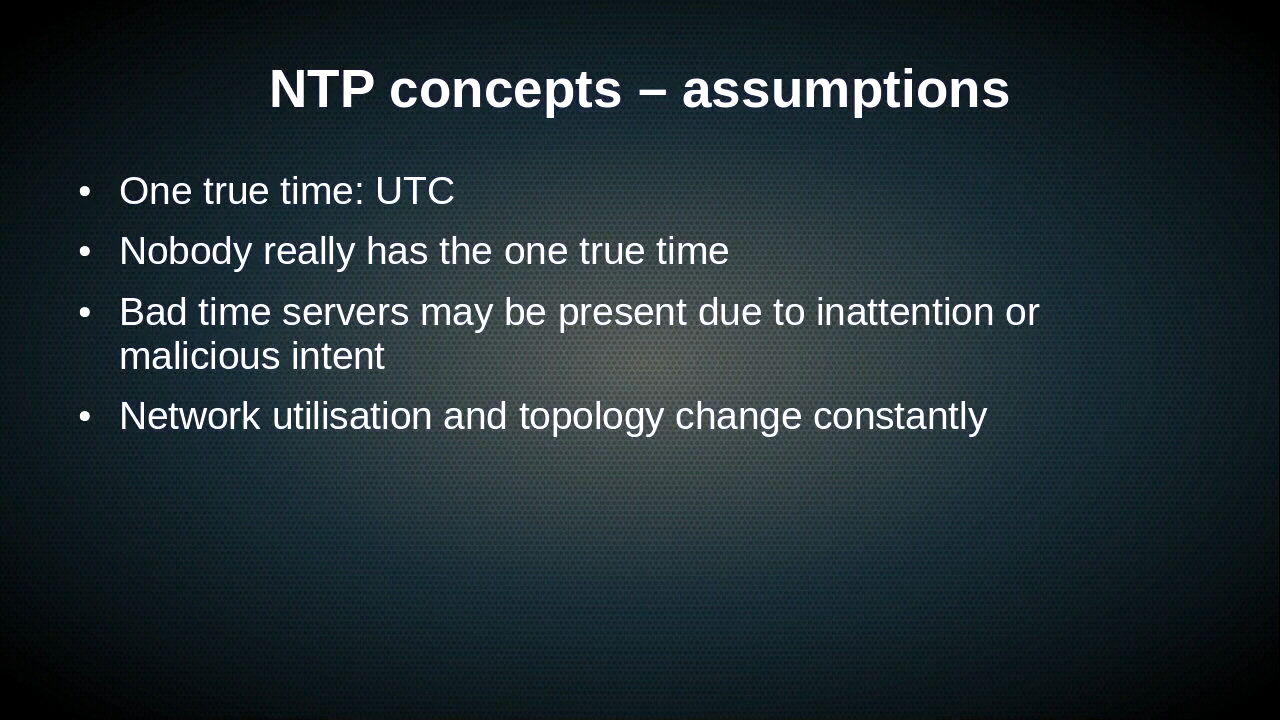 NTP concepts – assumptions
• One true time: UTC
• Nobody really has the one true time
• Bad time servers may be present due to inattention or
malicious intent
• Network utilisation and topology change constantly